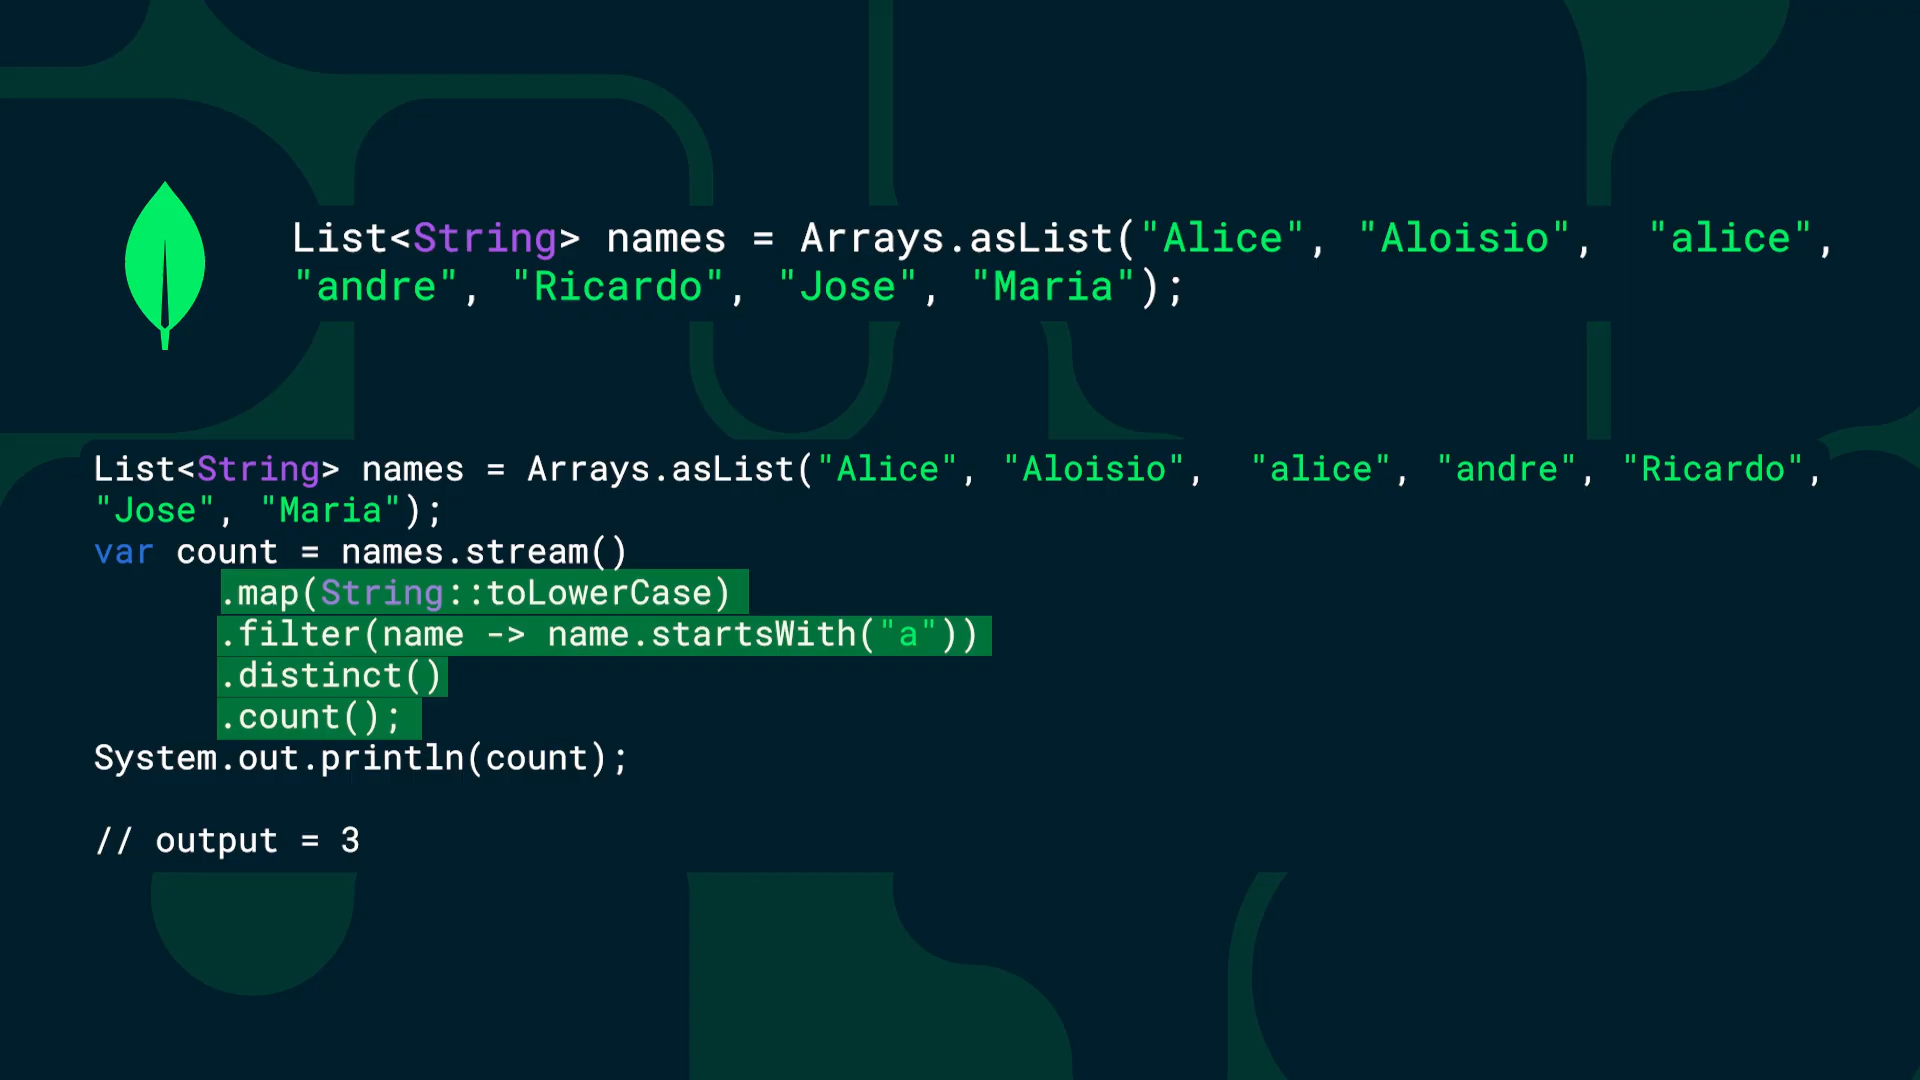 List<String> names = Arrays.asList("Alice", "Aloisio",  "alice",
"andre", "Ricardo", "Jose", "Maria");
List<String> names = Arrays.asList("Alice", "Aloisio",  "alice", "andre", "Ricardo",
"Jose", "Maria");
var count = names.stream()
.map(String::toLowerCase)
.filter(name -> name.startsWith("a"))
.distinct()
.count();
System.out.println(count);
// output = 3